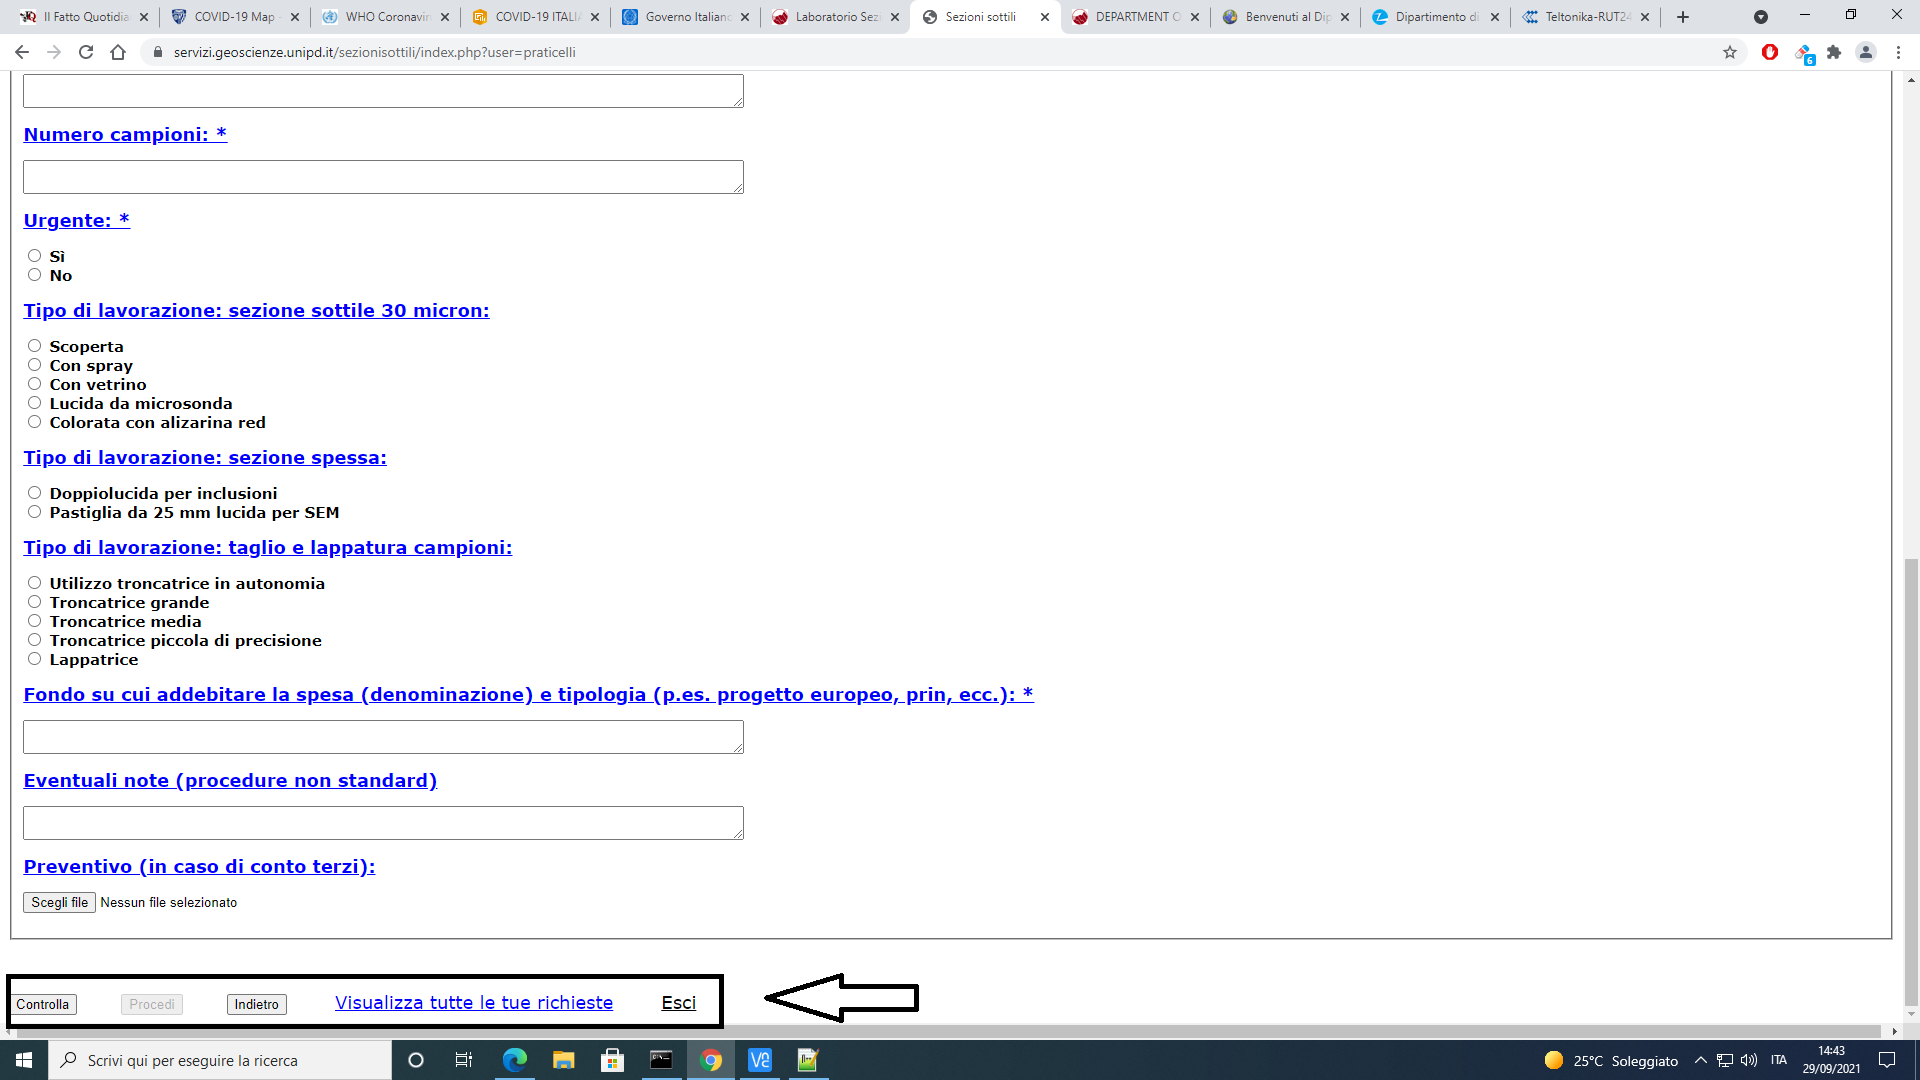 Il Fatto Quotidia
COVID-19 Map
WHO Coronavir
COVID-19 ITALI
Governo Italiano
Laboratorio Sezi
Sezioni sottili
DEPARTMENT O
Benvenuti al Dip
Dipartimento di
Teltonika-RUT24
servizi.geoscienze.unipd.it/sezionisottili/index.php?user=praticelli
6
Numero campioni: *
Urgente: *
Sì
No
Tipo di lavorazione: sezione sottile 30 micron:
Scoperta
Con spray
Con vetrino
Lucida da microsonda
Colorata con alizarina red
Tipo di lavorazione: sezione spessa:
Doppiolucida per inclusioni
Pastiglia da 25 mm lucida per SEM
Tipo di lavorazione: taglio e lappatura campioni:
Utilizzo troncatrice in autonomia
Troncatrice grande
Troncatrice media
Troncatrice piccola di precisione
Lappatrice
Fondo su cui addebitare la spesa (denominazione) e tipologia (p.es. progetto europeo, prin, ecc.): *
Eventuali note (procedure non standard)
Preventivo (in caso di conto terzi):
Scegli file Nessun file selezionato
Controlla Procedi Indietro Visualizza tutte le tue richieste Esci
Scrivi qui per eseguire la ricerca
25°C Soleggiato
ITA
14:43
29/09/2021